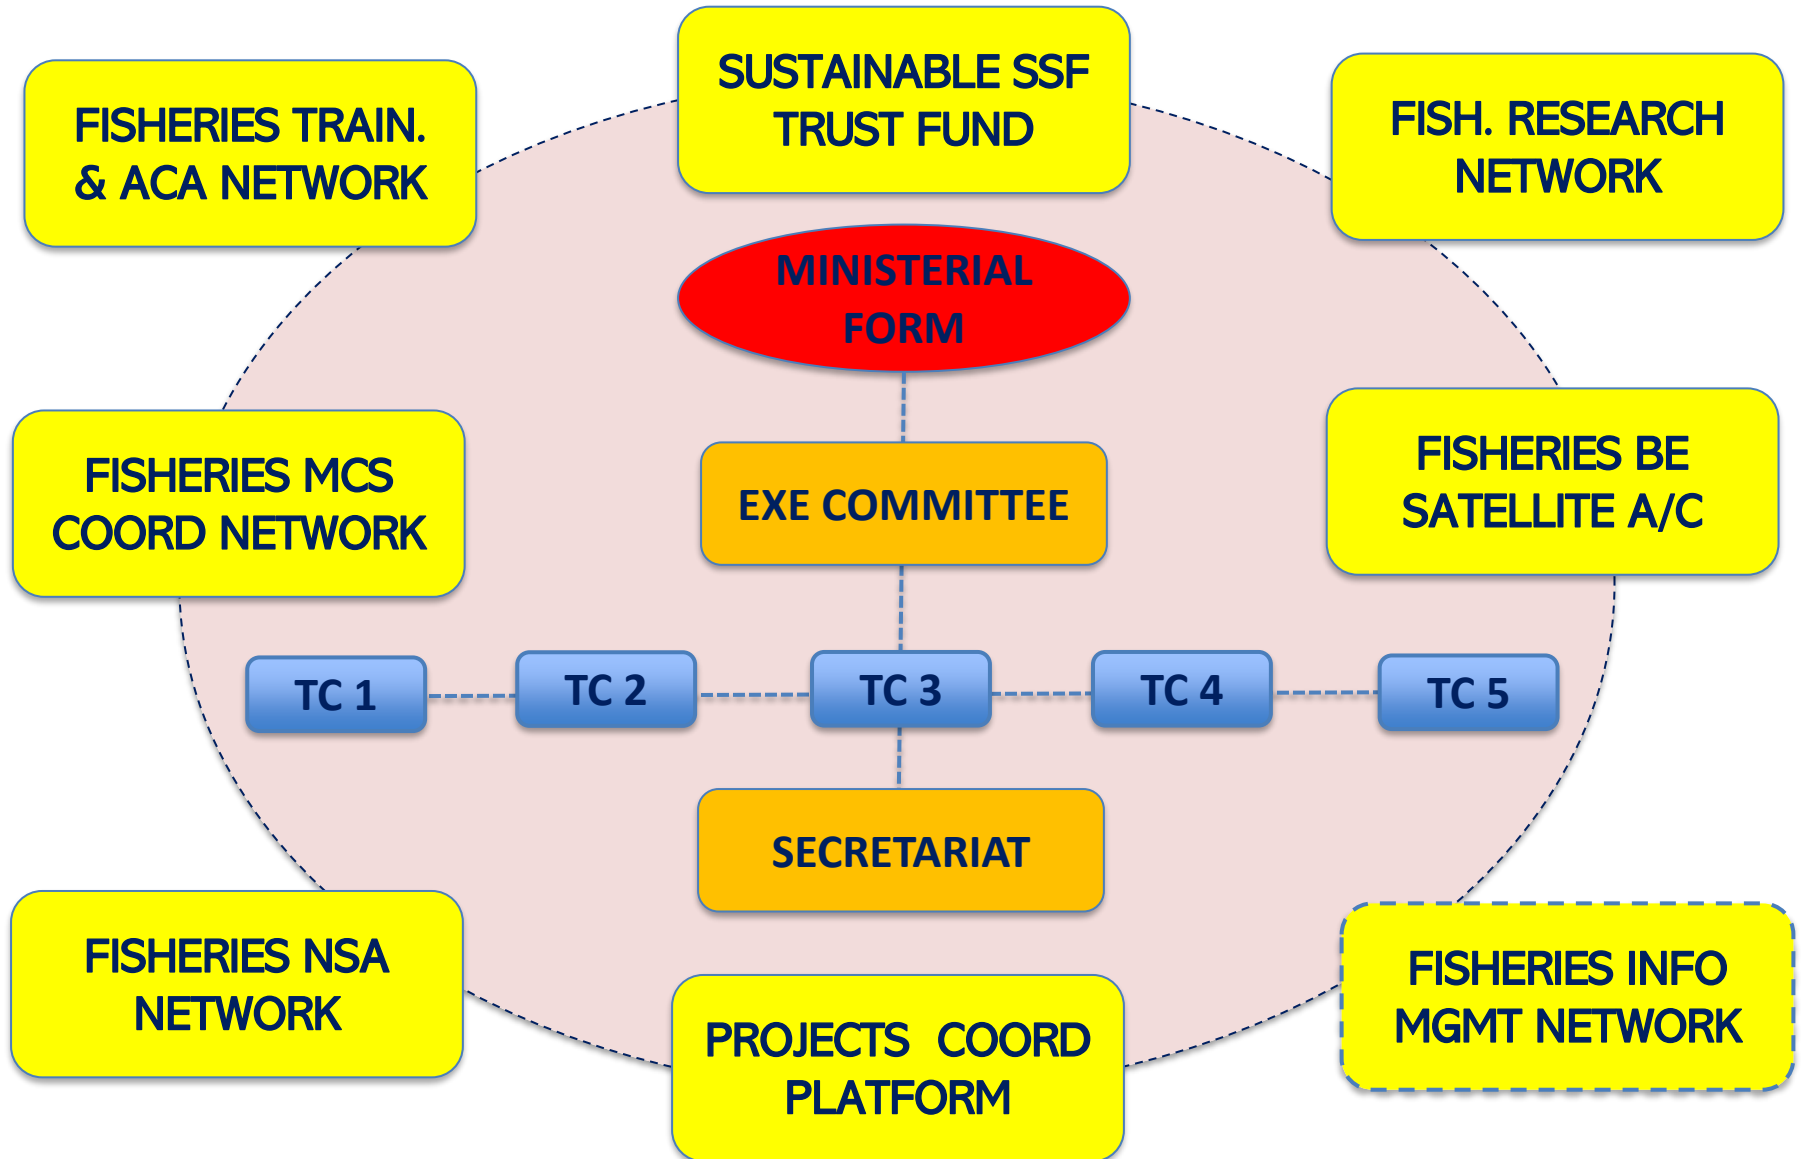 SUSTAINABLE SSF
TRUST FUND
FISHERIES TRAIN.
& ACA NETWORK
FISH. RESEARCH
NETWORK
MINISTERIAL
FORM
FISHERIES MCS
COORD NETWORK
EXE COMMITTEE
FISHERIES BE
SATELLITE A/C
TC 1
TC 2
TC 3
TC 4
TC 5
SECRETARIAT
FISHERIES NSA
NETWORK
PROJECTS COORD
PLATFORM
FISHERIES INFO
MGMT NETWORK